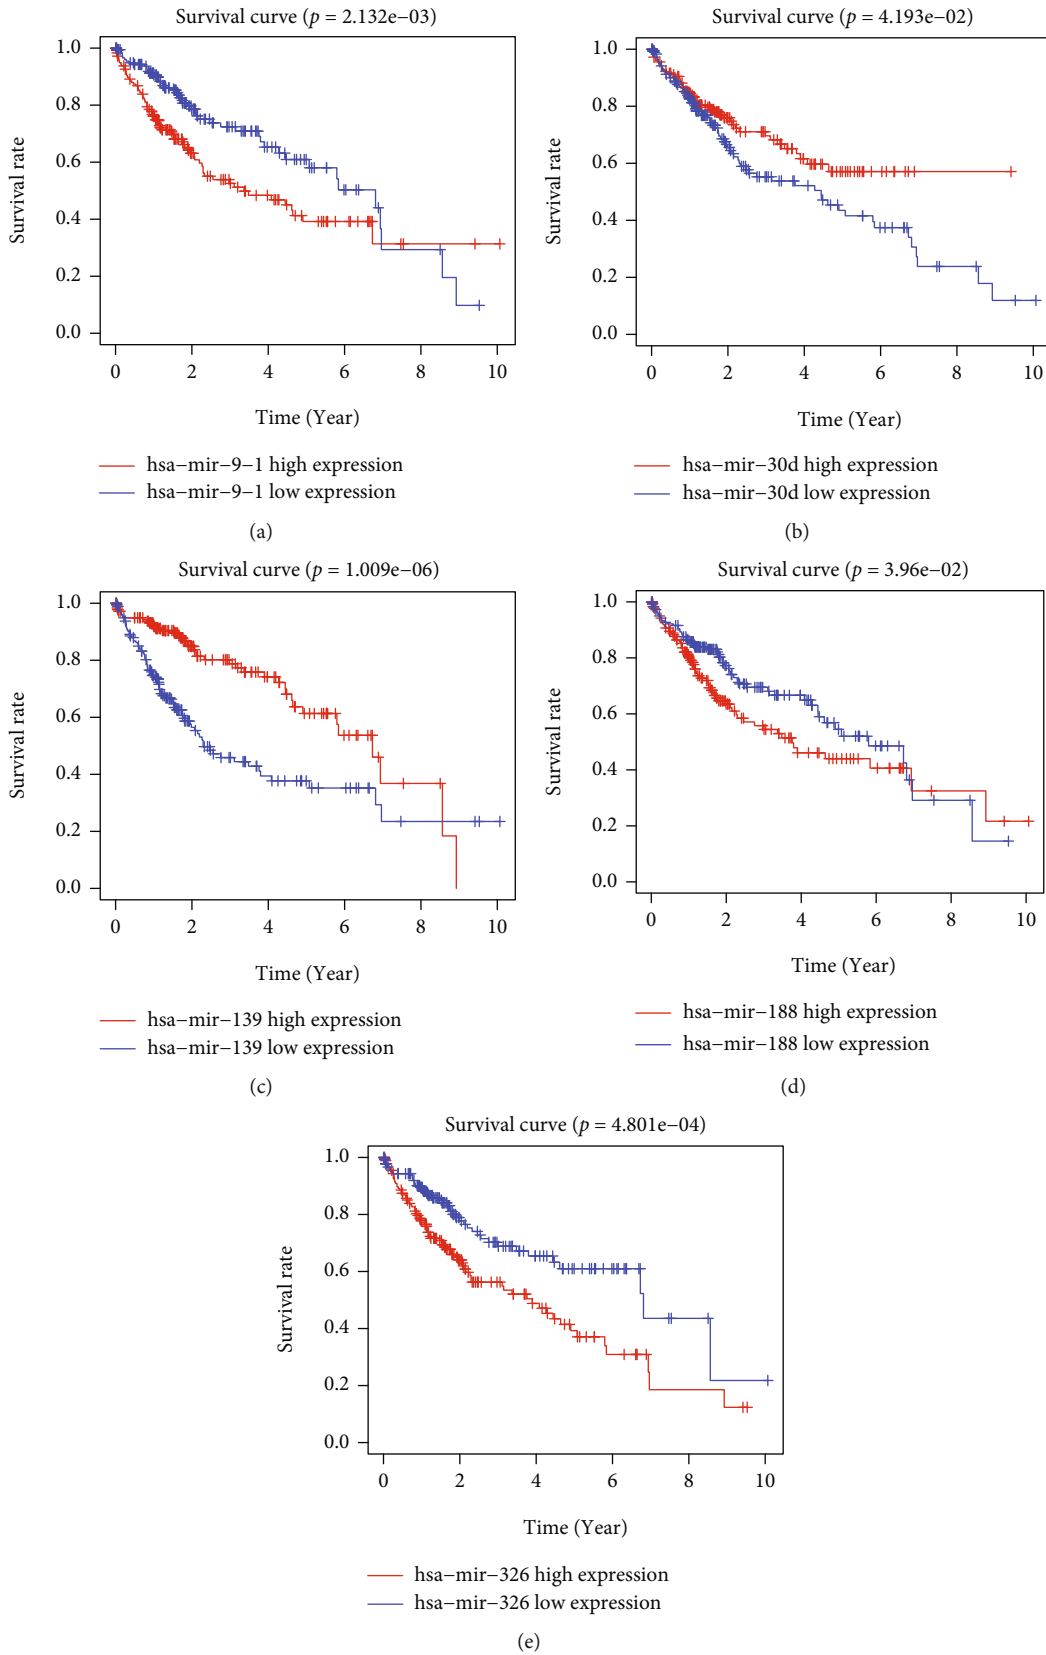 Survival curve (p = 2.132e−03)
Survival rate
1.0
0.8
0.6
0.4
0.2
0.0
0 2 4 6 8 10
Time (Year)
hsa−mir−9−1 high expression
hsa−mir−9−1 low expression
(a)
Survival curve (p = 4.193e−02)
Survival rate
1.0
0.8
0.6
0.4
0.2
0.0
0 2 4 6 8 10
Time (Year)
hsa−mir−30d high expression
hsa−mir−30d low expression
(b)
Survival curve (p = 1.009e−06)
Survival rate
1.0
0.8
0.6
0.4
0.2
0.0
0 2 4 6 8 10
Time (Year)
hsa−mir−139 high expression
hsa−mir−139 low expression
(c)
Survival curve (p = 3.96e−02)
Survival rate
1.0
0.8
0.6
0.4
0.2
0.0
0 2 4 6 8 10
Time (Year)
hsa−mir−188 high expression
hsa−mir−188 low expression
(d)
Survival curve (p = 4.801e−04)
Survival rate
1.0
0.8
0.6
0.4
0.2
0.0
0 2 4 6 8 10
Time (Year)
hsa−mir−326 high expression
hsa−mir−326 low expression
(e)